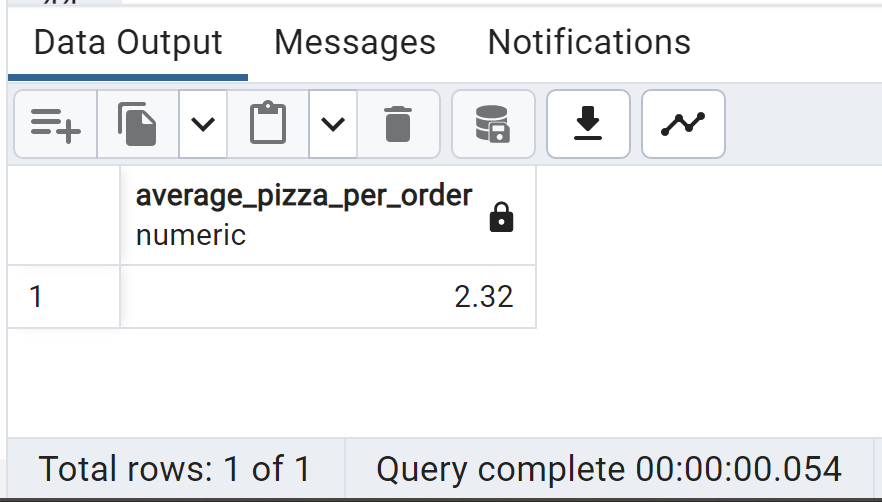 Data Output Messages Notifications
average_pizza_per_order
numeric
1 2.32
Total rows: 1 of 1 Query complete 00:00:00.054